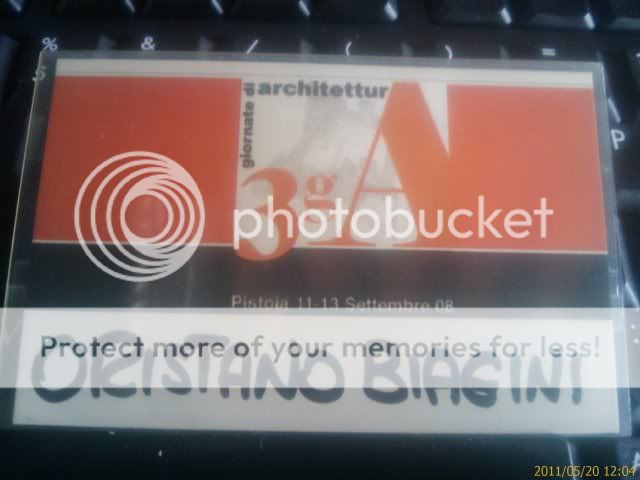 % & / ( ) =
5
P
giornate di
architettur
3gA
photobucket
Pistoia 11-13 Settembre 08
Protect more of your memories for less!
ORISTANO BIAGINI
2011/05/20 12:04